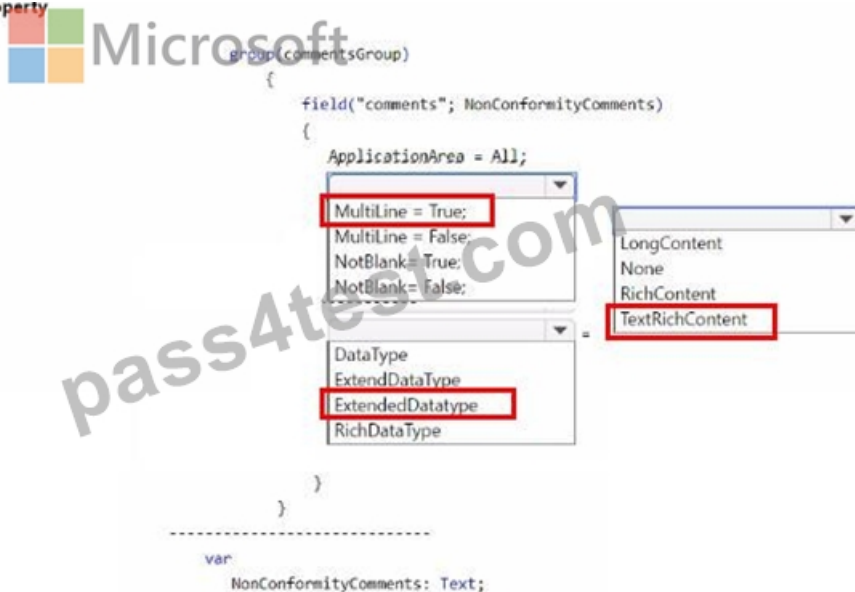 operty
Microsoft
group(commentsGroup)
{
field("comments"; NonConformityComments)
{
ApplicationArea = All;
MultiLine = True;
MultiLine = False;
NotBlank= True;
NotBlank= False;
LongContent
None
RichContent
TextRichContent
=
DataType
ExtendDataType
ExtendedDatatype
RichDataType
}
}
-----------------------------
var
NonConformityComments: Text;
pass4test.com